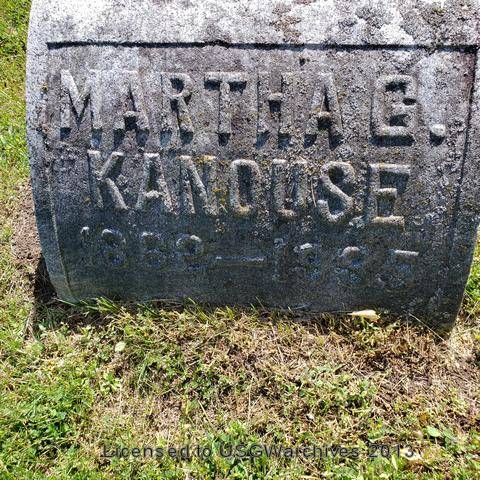 MARTHA E.
KANOUSE
Licensed to USGWarchives 2013